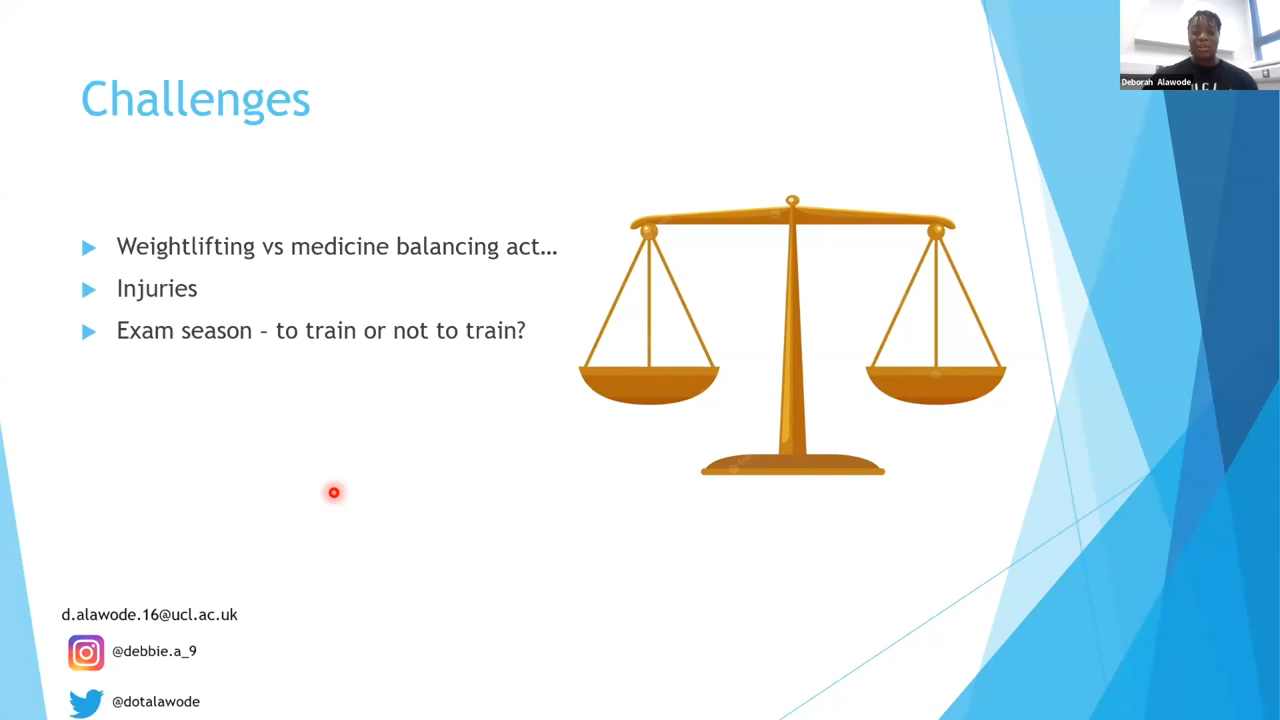 Deborah Alawode
Challenges
Weightlifting vs medicine balancing act…
Injuries
Exam season – to train or not to train?
d.alawode.16@ucl.ac.uk
@debbie.a_9
@dotalawode